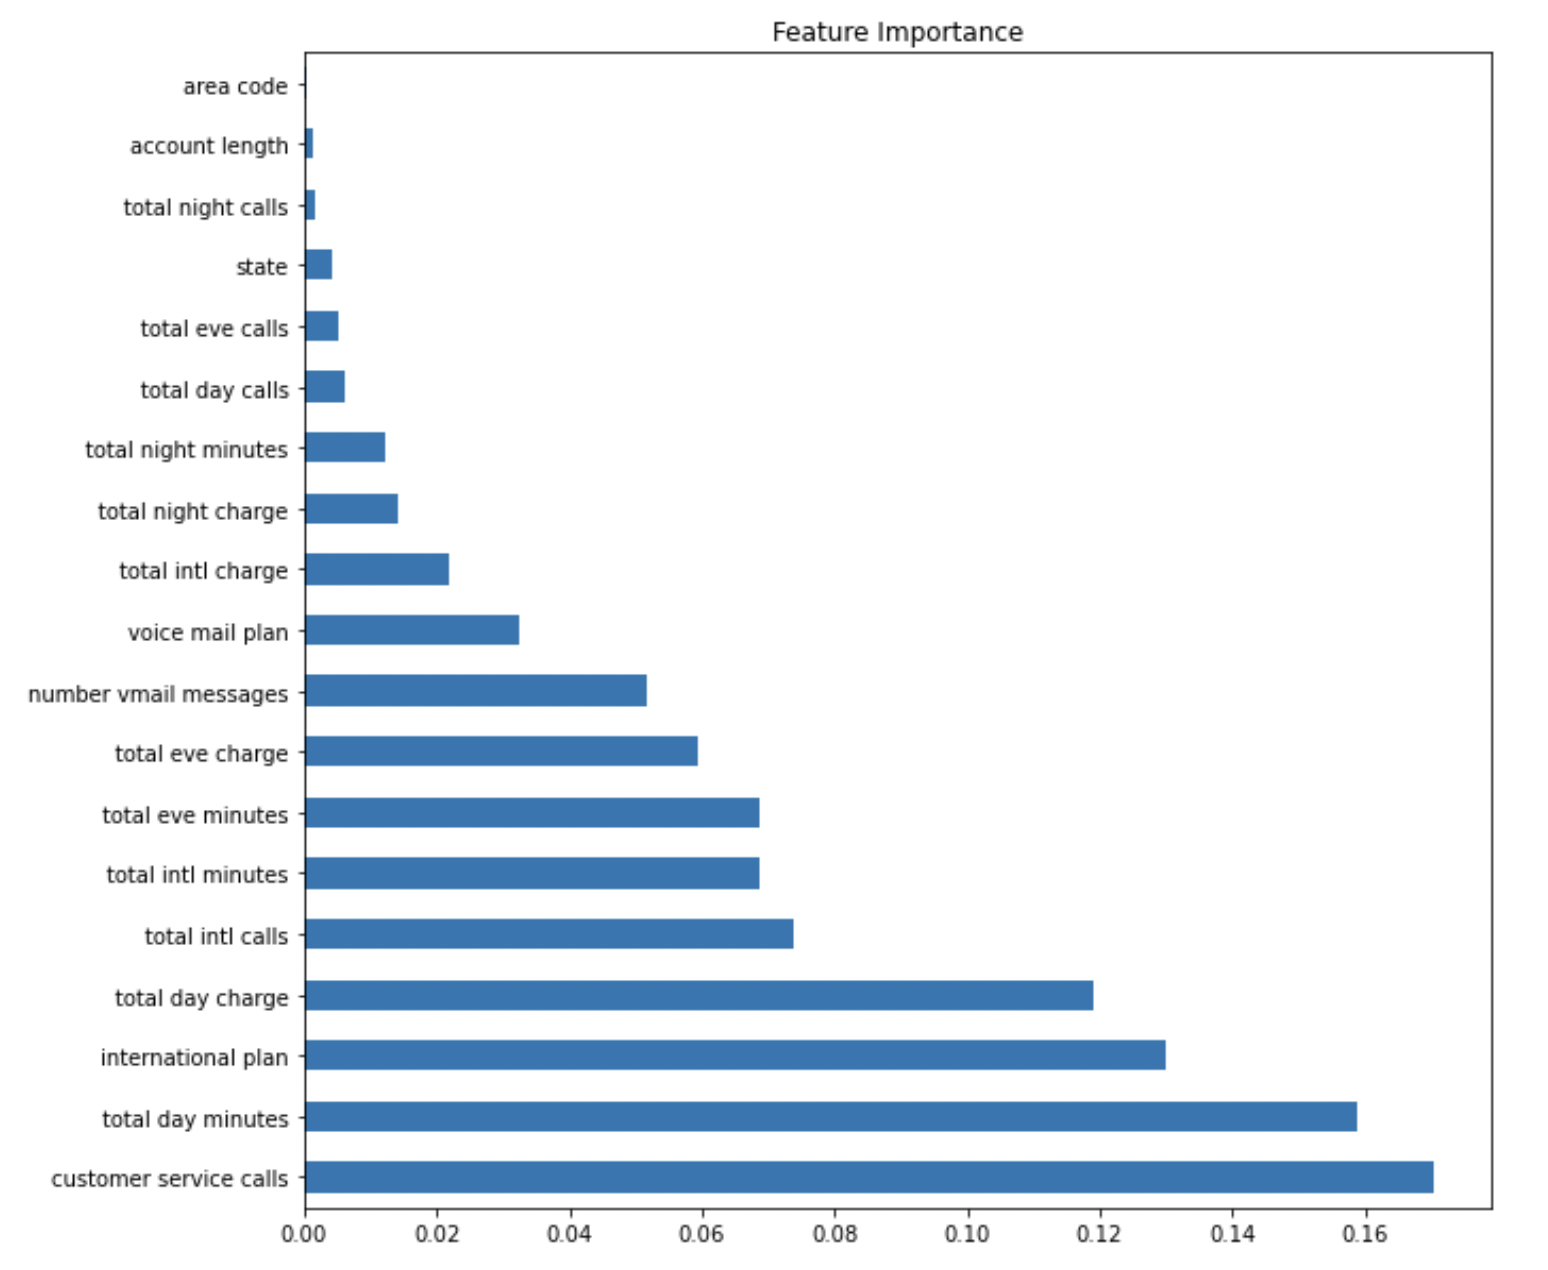 Feature Importance
area code
account length
total night calls
state
total eve calls
total day calls
total night minutes
total night charge
total intl charge
voice mail plan
number vmail messages
total eve charge
total eve minutes
total intl minutes
total intl calls
total day charge
international plan
total day minutes
customer service calls
0.00 0.02 0.04 0.06 0.08 0.10 0.12 0.14 0.16